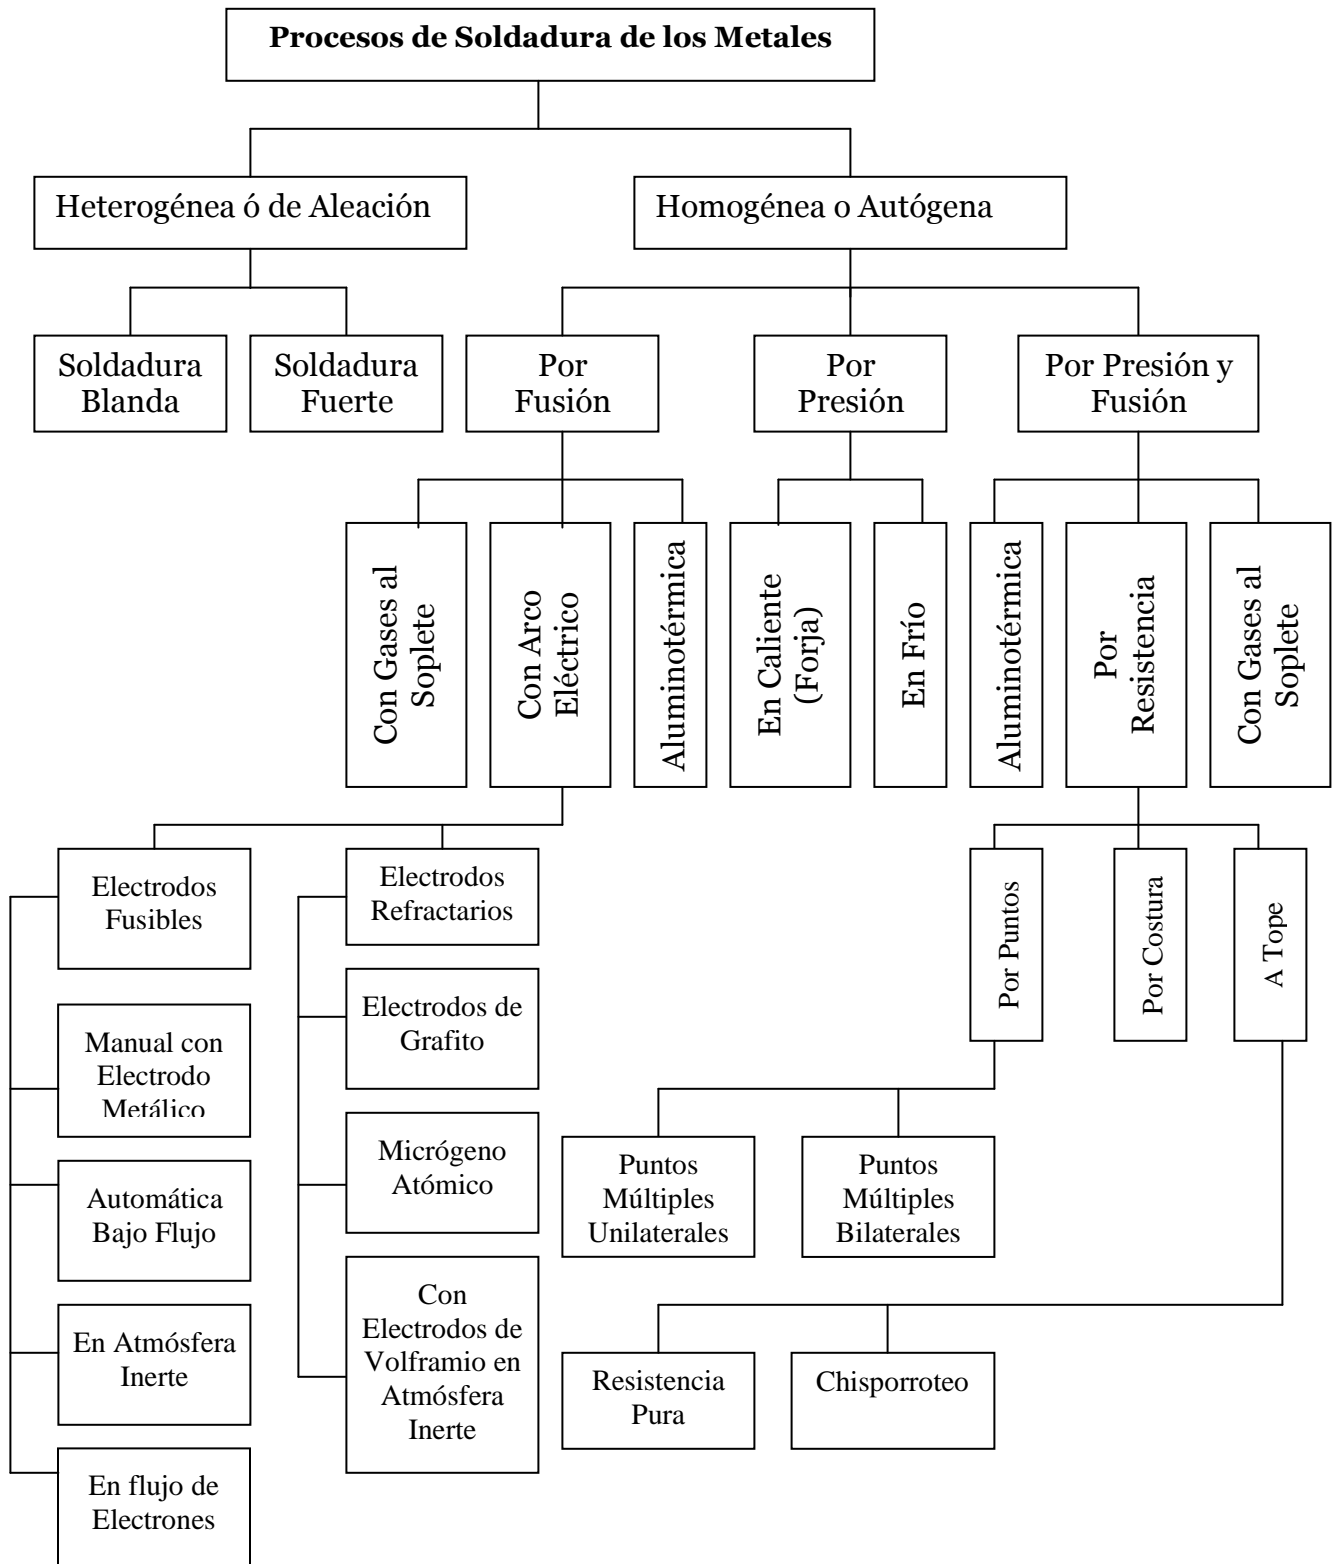 Procesos de Soldadura de los Metales
Heterogénea ó de Aleación
Homogénea o Autógena
Soldadura
Blanda
Soldadura
Fuerte
Por
Fusión
Por
Presión
Por Presión y
Fusión
Con Gases al
Soplete
Con Arco
Eléctrico
Aluminotérmica
En Caliente
(Forja)
En Frío
Aluminotérmica
Por
Resistencia
Con Gases al
Soplete
Electrodos
Fusibles
Electrodos
Refractarios
Por Puntos
Por Costura
A Tope
Manual con
Electrodo
Metálico
Electrodos de
Grafito
Automática
Bajo Flujo
Micrógeno
Atómico
Puntos
Múltiples
Unilaterales
Puntos
Múltiples
Bilaterales
En Atmósfera
Inerte
Con
Electrodos de
Volframio en
Atmósfera
Inerte
Resistencia
Pura
Chisporroteo
En flujo de
Electrones